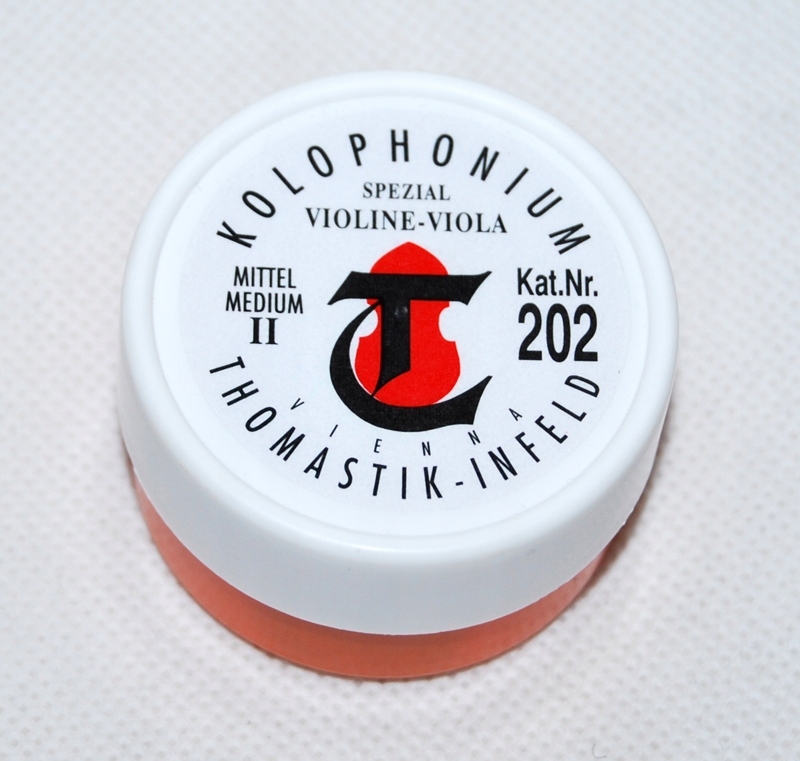 KOLOPHONIUM
SPEZIAL
VIOLINE-VIOLA
MITTEL
MEDIUM
II
Kat.Nr.
202
T
VIENNA
THOMASTIK-INFELD